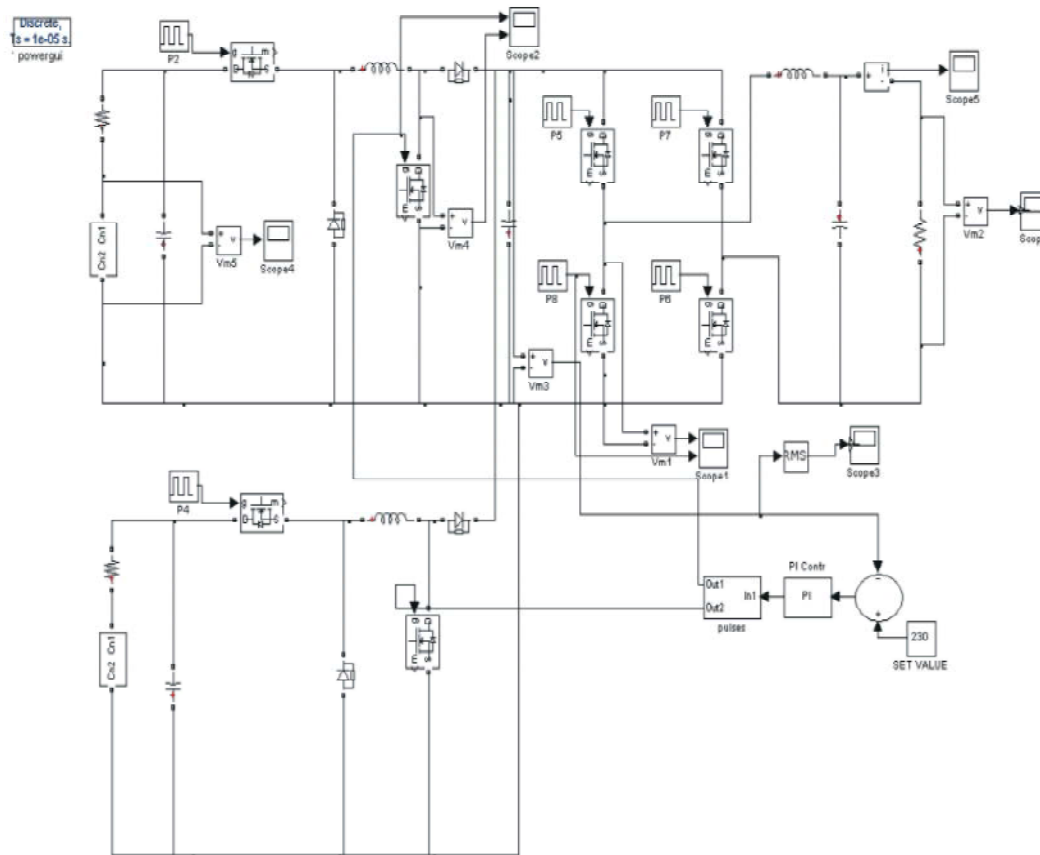 Discrete,
Ts = 1e-05 s.
powergui
P2
g
m
D
S
Scope2
Scope5
P5
P7
g
D
S
g
D
S
g
D
S
Cn2 Cn1
+
-
v
Vm5
Scope4
+
-
v
Vm4
i
+
-
v
Vm2
Scope
P8
P6
g
D
S
g
D
S
+
-
v
Vm3
+
-
v
Vm1
Scope1
RMS
Scope3
P4
g
m
D
S
Cn2 Cn1
g
D
S
Out1
Out2
In1
pulses
PI Contr
PI
-
+
230
SET VALUE